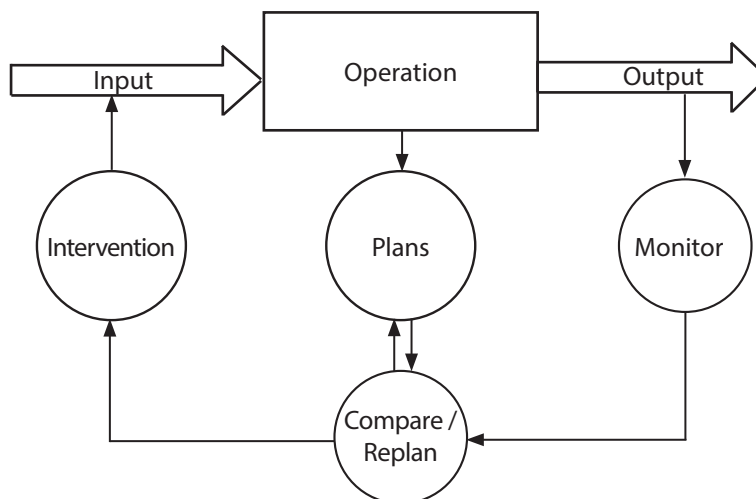 Input
Operation
Output
Intervention
Plans
Monitor
Compare /
Replan